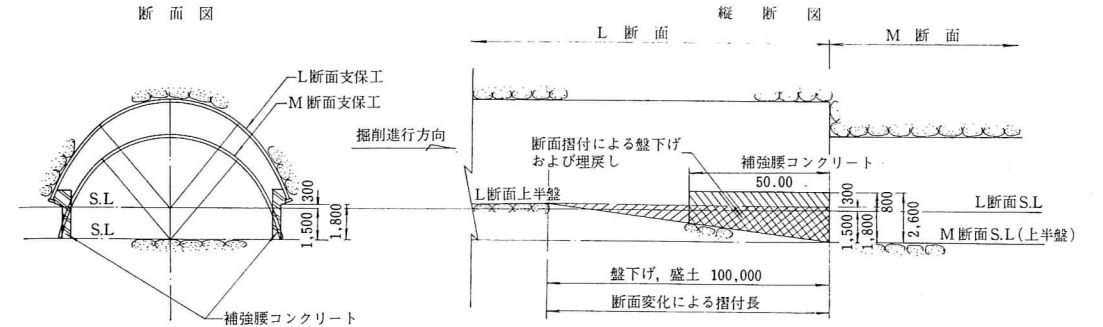 断面図
縦断図
L断面
M断面
L断面支保工
M断面支保工
掘削進行方向
断面摺付による盤下げ
および埋戻し
補強腰コンクリート
50.00
L断面上半盤
S.L
S.L
300
1,500
1,800
300
1,500
1,800
800
2,600
L断面S.L
M断面S.L(上半盤)
盤下げ,盛土 100,000
断面変化による摺付長
補強腰コンクリート